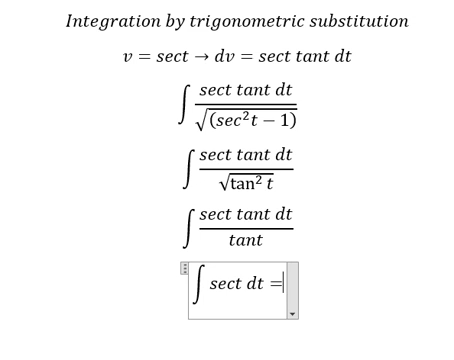 Integration by trigonometric substitution
v = sect → dv = sect tant dt
∫ sect tant dt / √(sec²t − 1)
∫ sect tant dt / √tan² t
∫ sect tant dt / tant
∫ sect dt =